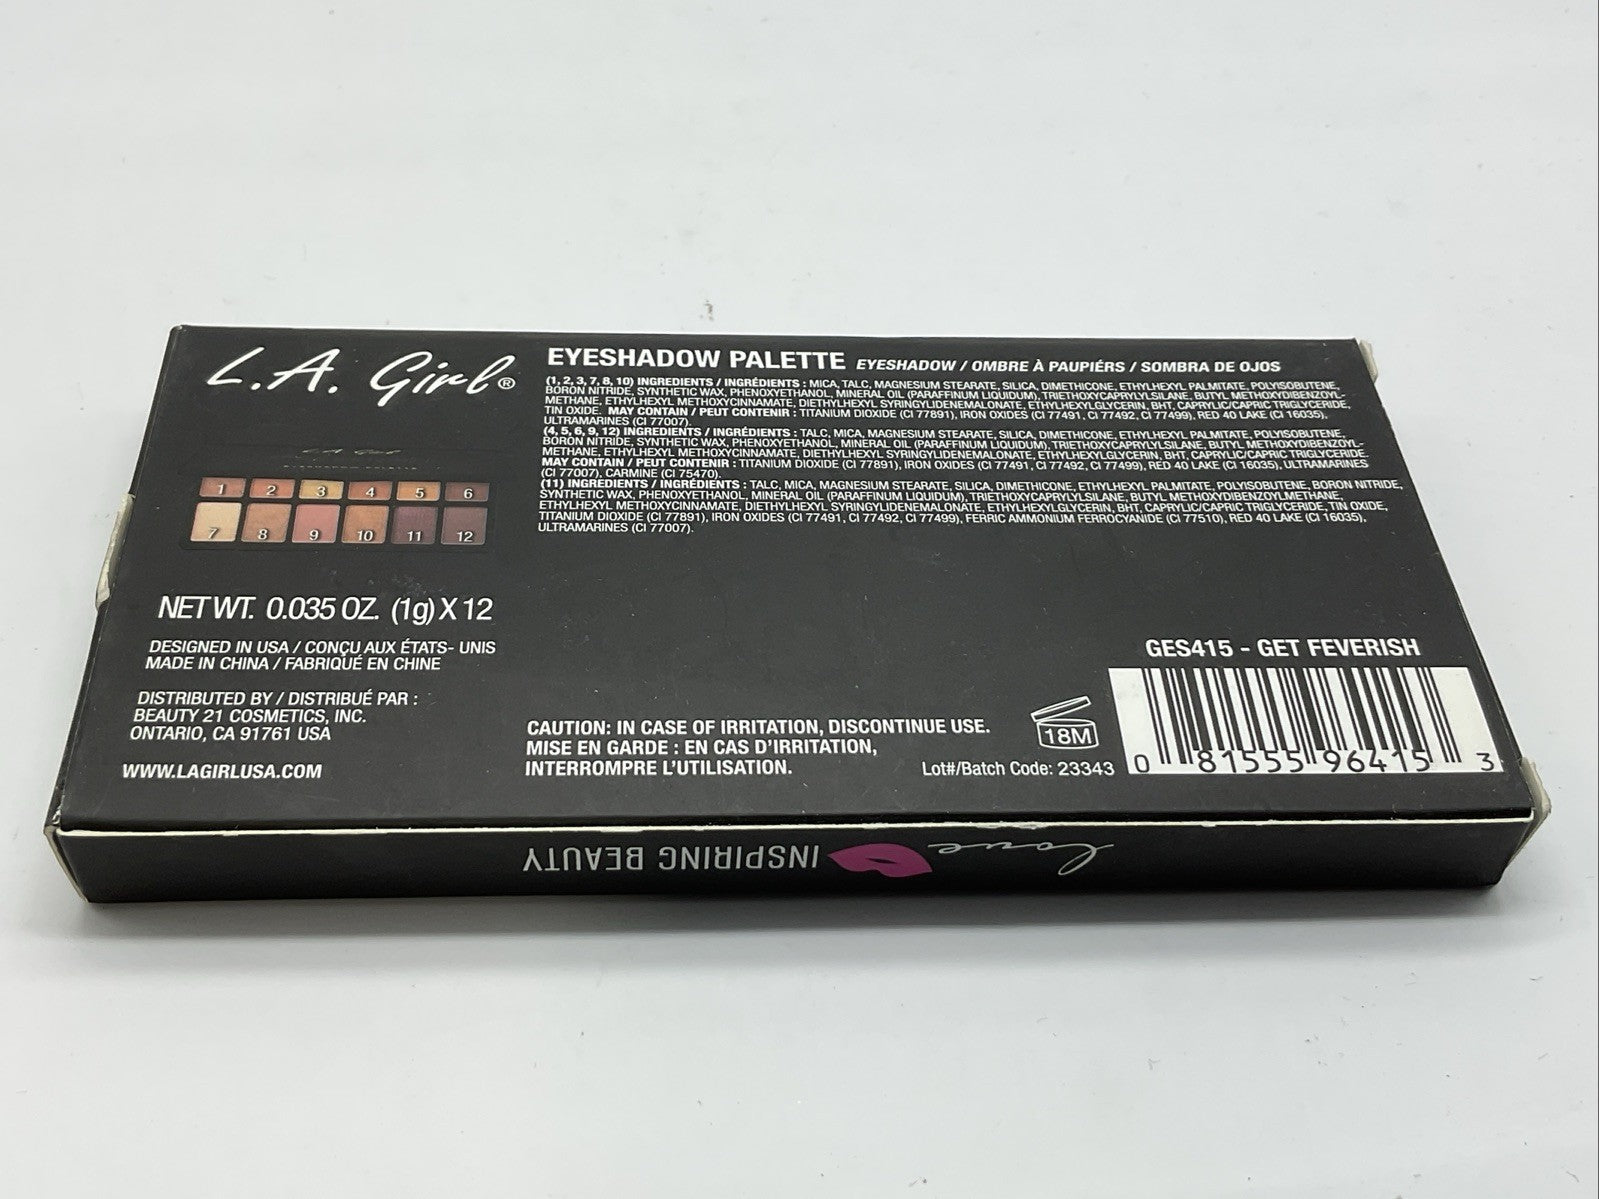 L.A. Girl®
L.A. Girl
EYESHADOW PALETTE
1 2 3 4 5 6
7 8 9 10 11 12
NET WT. 0.035 OZ. (1g) X 12
DESIGNED IN USA / CONÇU AUX ÉTATS- UNIS
MADE IN CHINA / FABRIQUÉ EN CHINE
DISTRIBUTED BY / DISTRIBUÉ PAR :
BEAUTY 21 COSMETICS, INC.
ONTARIO, CA 91761 USA
WWW.LAGIRLUSA.COM
EYESHADOW PALETTE EYESHADOW / OMBRE À PAUPIÉRS / SOMBRA DE OJOS
(1, 2, 3, 7, 8, 10) INGREDIENTS / INGRÉDIENTS : MICA, TALC, MAGNESIUM STEARATE, SILICA, DIMETHICONE, ETHYLHEXYL PALMITATE, POLYISOBUTENE,
BORON NITRIDE, SYNTHETIC WAX, PHENOXYETHANOL, MINERAL OIL (PARAFFINUM LIQUIDUM), TRIETHOXYCAPRYLYLSILANE, BUTYL METHOXYDIBENZOYL-
METHANE, ETHYLHEXYL METHOXYCINNAMATE, DIETHYLHEXYL SYRINGYLIDENEMALONATE, ETHYLHEXYLGLYCERIN, BHT, CAPRYLIC/CAPRIC TRIGLYCERIDE,
TIN OXIDE. MAY CONTAIN / PEUT CONTENIR : TITANIUM DIOXIDE (CI 77891), IRON OXIDES (CI 77491, CI 77492, CI 77499), RED 40 LAKE (CI 16035),
ULTRAMARINES (CI 77007).
(4, 5, 6, 9, 12) INGREDIENTS / INGRÉDIENTS : TALC, MICA, MAGNESIUM STEARATE, SILICA, DIMETHICONE, ETHYLHEXYL PALMITATE, POLYISOBUTENE,
BORON NITRIDE, SYNTHETIC WAX, PHENOXYETHANOL, MINERAL OIL (PARAFFINUM LIQUIDUM), TRIETHOXYCAPRYLYLSILANE, BUTYL METHOXYDIBENZOYL-
METHANE, ETHYLHEXYL METHOXYCINNAMATE, DIETHYLHEXYL SYRINGYLIDENEMALONATE, ETHYLHEXYLGLYCERIN, BHT, CAPRYLIC/CAPRIC TRIGLYCERIDE.
MAY CONTAIN / PEUT CONTENIR : TITANIUM DIOXIDE (CI 77891), IRON OXIDES (CI 77491, CI 77492, CI 77499), RED 40 LAKE (CI 16035), ULTRAMARINES
(CI 77007), CARMINE (CI 75470).
(11) INGREDIENTS / INGRÉDIENTS : TALC, MICA, MAGNESIUM STEARATE, SILICA, DIMETHICONE, ETHYLHEXYL PALMITATE, POLYISOBUTENE, BORON NITRIDE,
SYNTHETIC WAX, PHENOXYETHANOL, MINERAL OIL (PARAFFINUM LIQUIDUM), TRIETHOXYCAPRYLYLSILANE, BUTYL METHOXYDIBENZOYLMETHANE,
ETHYLHEXYL METHOXYCINNAMATE, DIETHYLHEXYL SYRINGYLIDENEMALONATE, ETHYLHEXYLGLYCERIN, BHT, CAPRYLIC/CAPRIC TRIGLYCERIDE, TIN OXIDE,
TITANIUM DIOXIDE (CI 77891), IRON OXIDES (CI 77491, CI 77492, CI 77499), FERRIC AMMONIUM FERROCYANIDE (CI 77510), RED 40 LAKE (CI 16035),
ULTRAMARINES (CI 77007).
CAUTION: IN CASE OF IRRITATION, DISCONTINUE USE.
MISE EN GARDE : EN CAS D'IRRITATION,
INTERROMPRE L'UTILISATION.
18M
Lot#/Batch Code: 23343
GES415 - GET FEVERISH
0 81555 96415 3
love INSPIRING BEAUTY